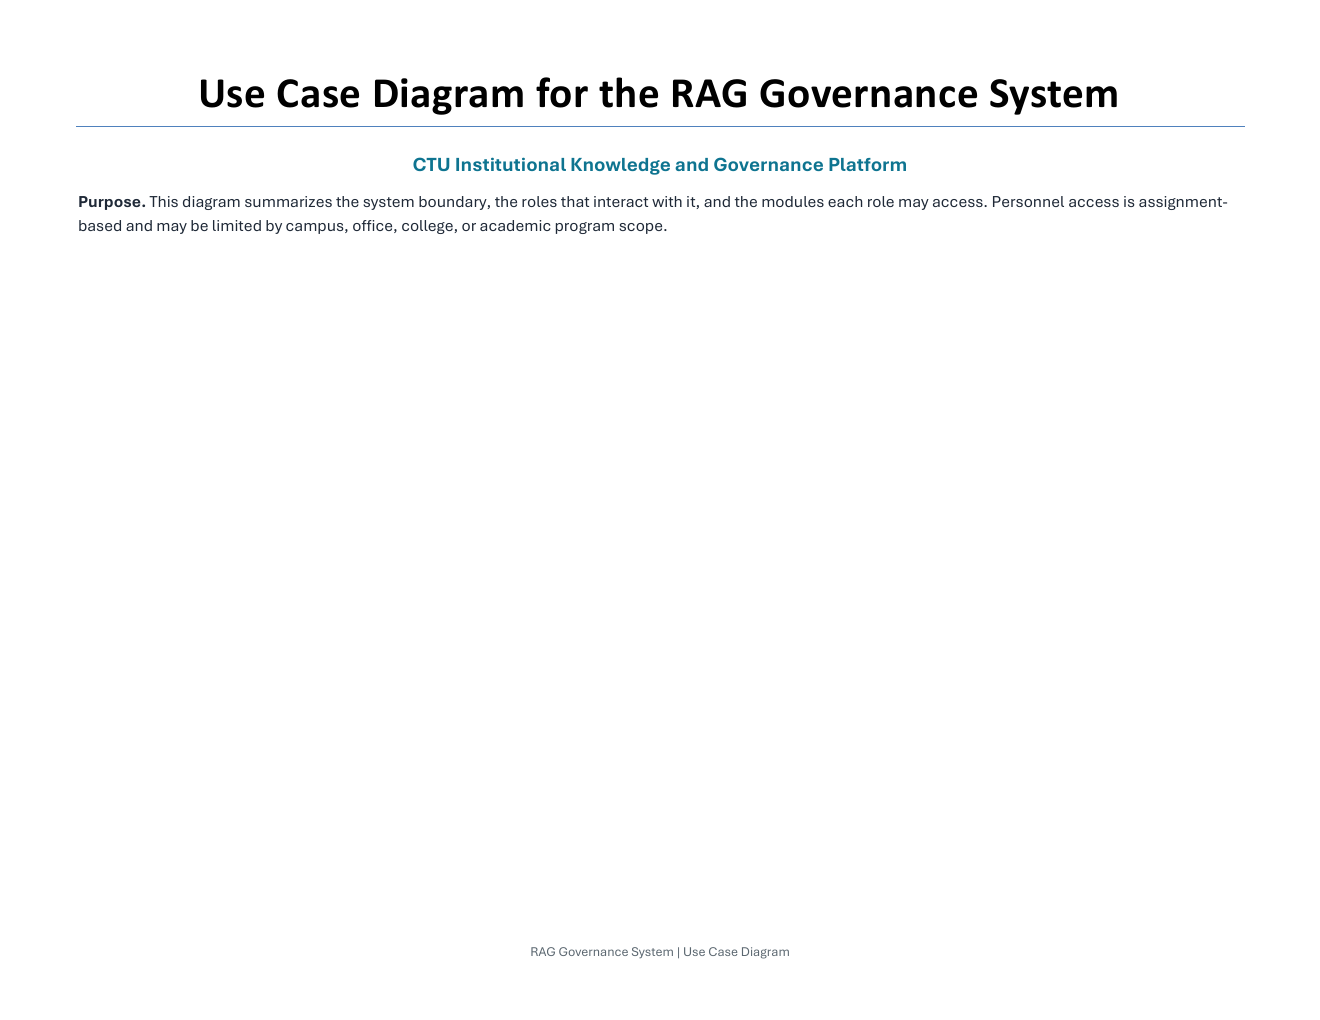 Use Case Diagram for the RAG Governance System
CTU Institutional Knowledge and Governance Platform
Purpose. This diagram summarizes the system boundary, the roles that interact with it, and the modules each role may access. Personnel access is assignment-
based and may be limited by campus, office, college, or academic program scope.
RAG Governance System | Use Case Diagram